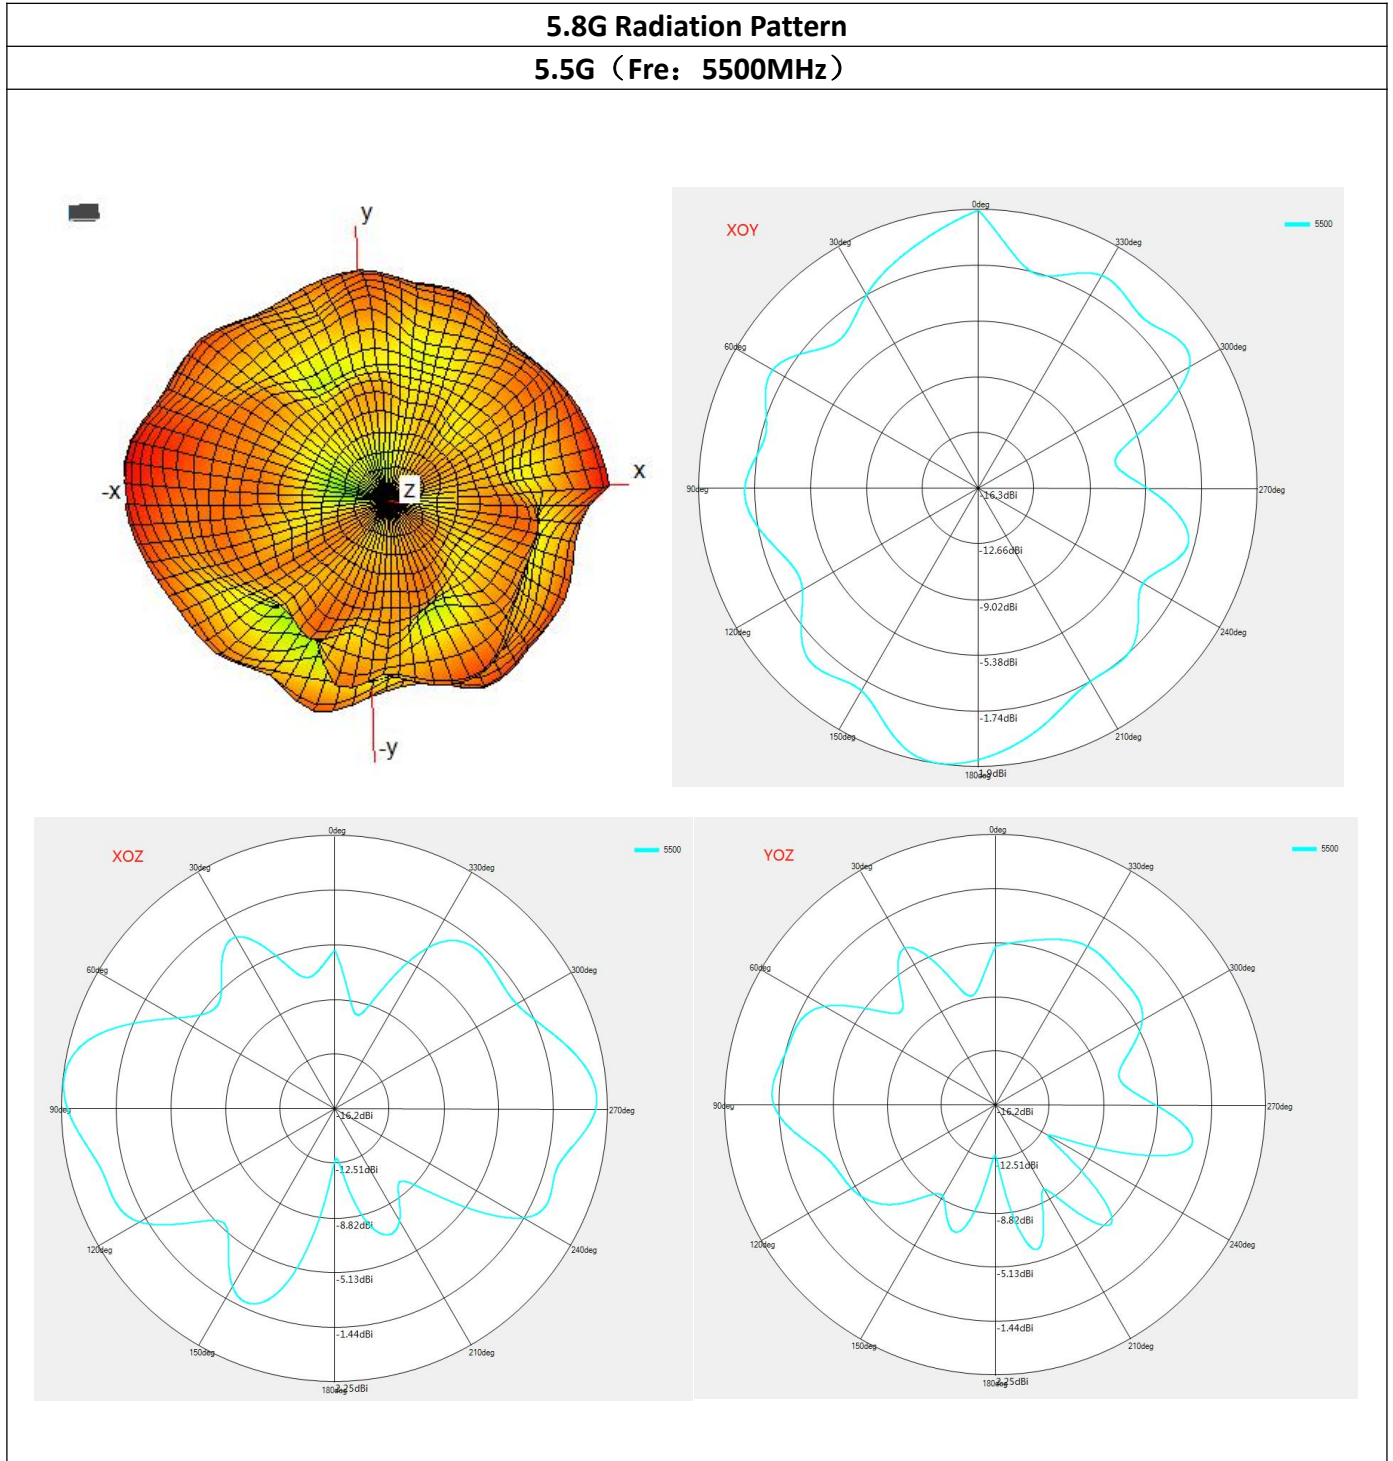 5.8G Radiation Pattern
5.5G（Fre：5500MHz）
y
x
-x
Z
-y
XOY
5500
0deg
30deg
330deg
60deg
300deg
90deg
270deg
120deg
240deg
150deg
210deg
180deg
-16.3dBi
-12.66dBi
-9.02dBi
-5.38dBi
-1.74dBi
1.9dBi
XOZ
5500
0deg
30deg
330deg
60deg
300deg
90deg
270deg
120deg
240deg
150deg
210deg
180deg
-16.2dBi
-12.51dBi
-8.82dBi
-5.13dBi
-1.44dBi
2.25dBi
YOZ
5500
0deg
30deg
330deg
60deg
300deg
90deg
270deg
120deg
240deg
150deg
210deg
180deg
-16.2dBi
-12.51dBi
-8.82dBi
-5.13dBi
-1.44dBi
2.25dBi